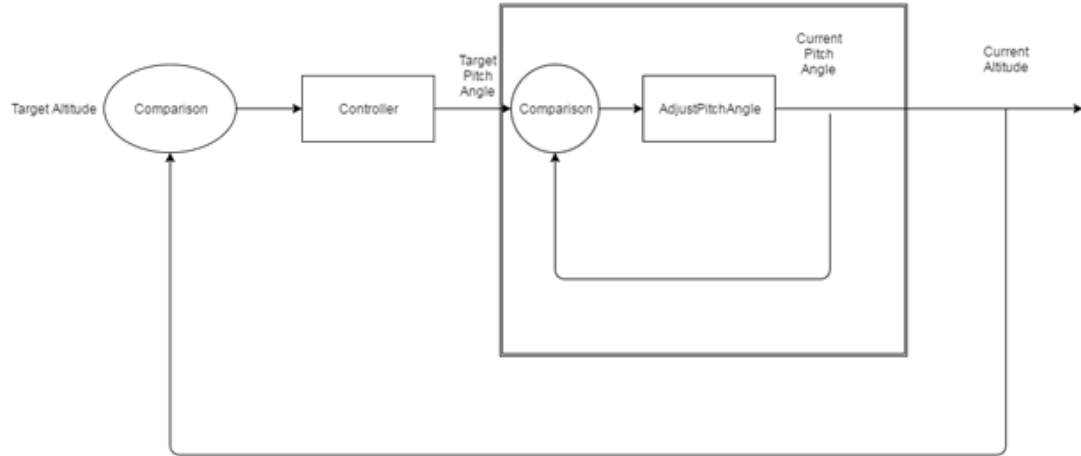 Target Altitude
Comparison
Controller
Target
Pitch
Angle
Comparison
AdjustPitchAngle
Current
Pitch
Angle
Current
Altitude